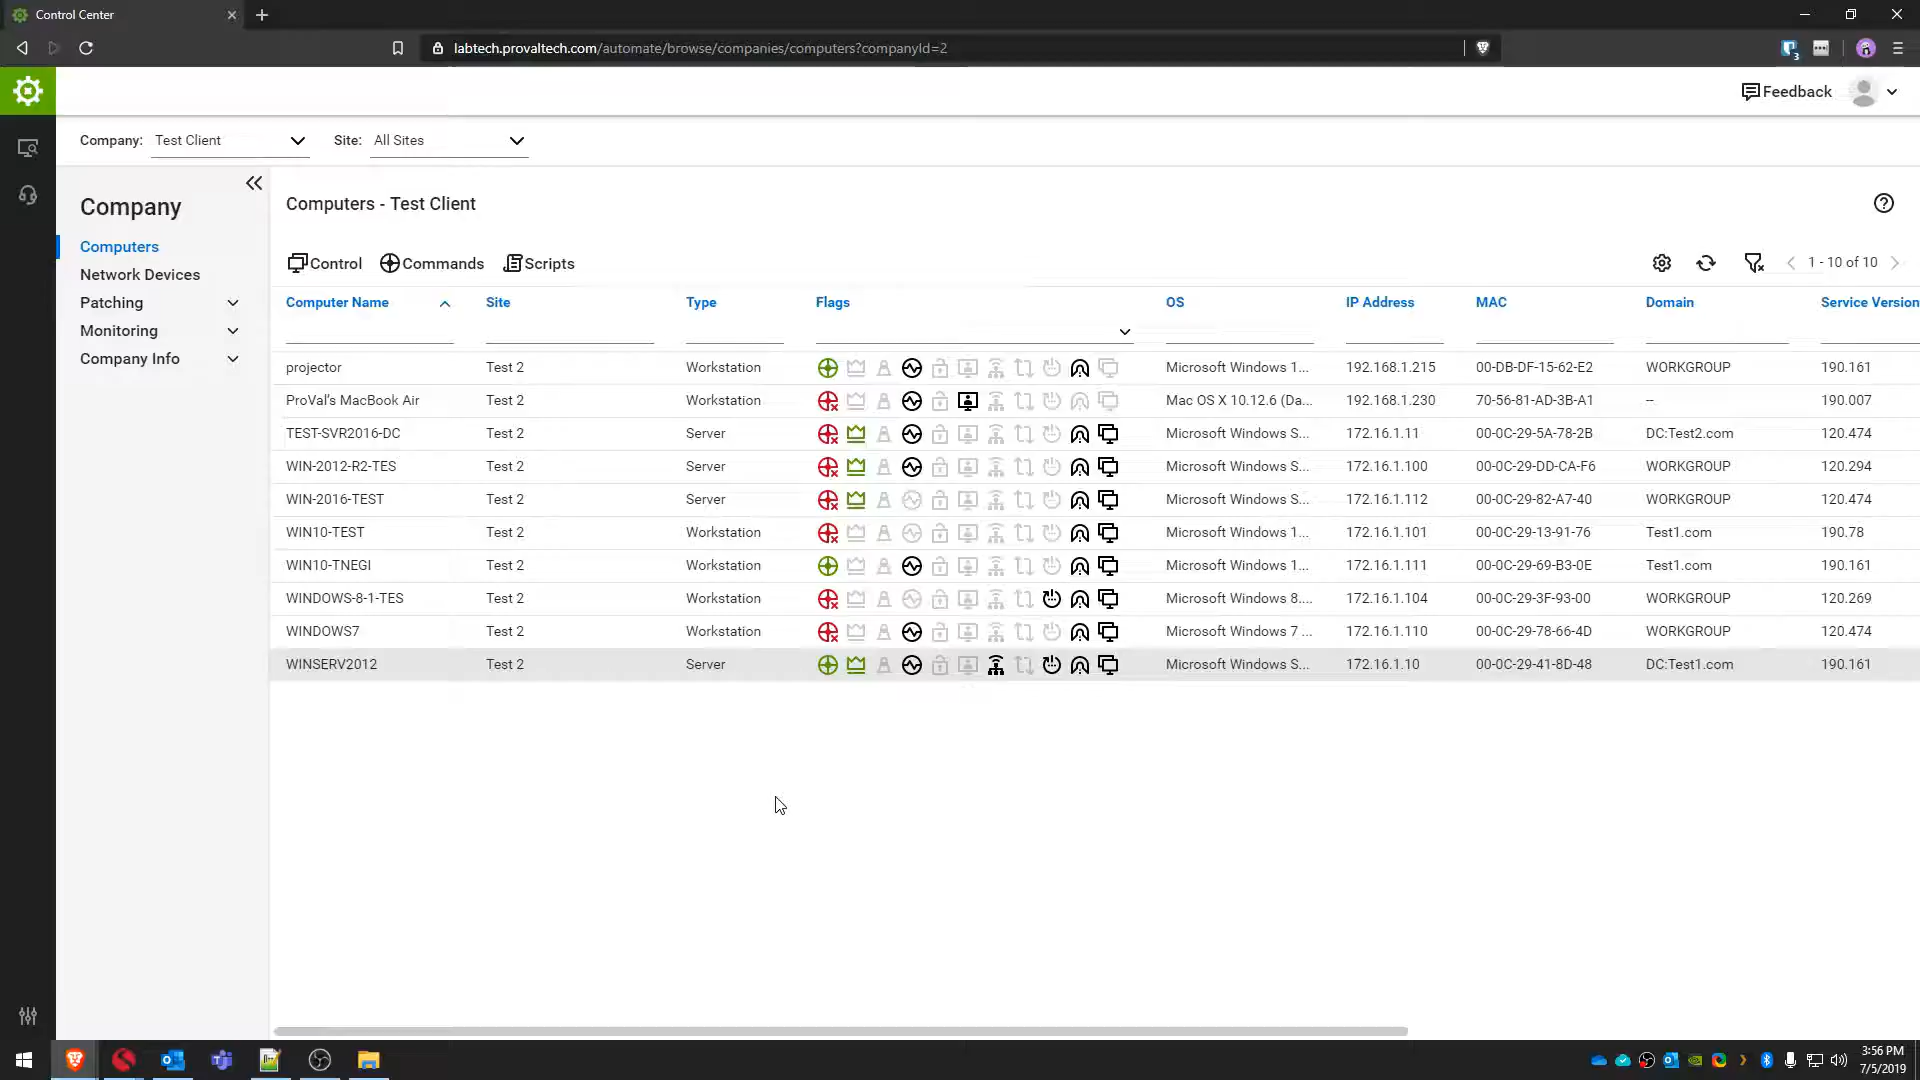 Control Center
labtech.provaltech.com/automate/browse/companies/computers?companyId=2
3
Feedback
Company: Test Client Site: All Sites
Company
Computers
Network Devices
Patching
Monitoring
Company Info
Computers - Test Client
Control Commands Scripts
1 - 10 of 10
Computer Name Site Type Flags OS IP Address MAC Domain Service Version
projector Test 2 Workstation Microsoft Windows 1... 192.168.1.215 00-DB-DF-15-62-E2 WORKGROUP 190.161
ProVal's MacBook Air Test 2 Workstation Mac OS X 10.12.6 (Da... 192.168.1.230 70-56-81-AD-3B-A1 -- 190.007
TEST-SVR2016-DC Test 2 Server Microsoft Windows S... 172.16.1.11 00-0C-29-5A-78-2B DC:Test2.com 120.474
WIN-2012-R2-TES Test 2 Server Microsoft Windows S... 172.16.1.100 00-0C-29-DD-CA-F6 WORKGROUP 120.294
WIN-2016-TEST Test 2 Server Microsoft Windows S... 172.16.1.112 00-0C-29-82-A7-40 WORKGROUP 120.474
WIN10-TEST Test 2 Workstation Microsoft Windows 1... 172.16.1.101 00-0C-29-13-91-76 Test1.com 190.78
WIN10-TNEGI Test 2 Workstation Microsoft Windows 1... 172.16.1.111 00-0C-29-69-B3-0E Test1.com 190.161
WINDOWS-8-1-TES Test 2 Workstation Microsoft Windows 8.... 172.16.1.104 00-0C-29-3F-93-00 WORKGROUP 120.269
WINDOWS7 Test 2 Workstation Microsoft Windows 7 ... 172.16.1.110 00-0C-29-78-66-4D WORKGROUP 120.474
WINSERV2012 Test 2 Server Microsoft Windows S... 172.16.1.10 00-0C-29-41-8D-48 DC:Test1.com 190.161
3:56 PM
7/5/2019